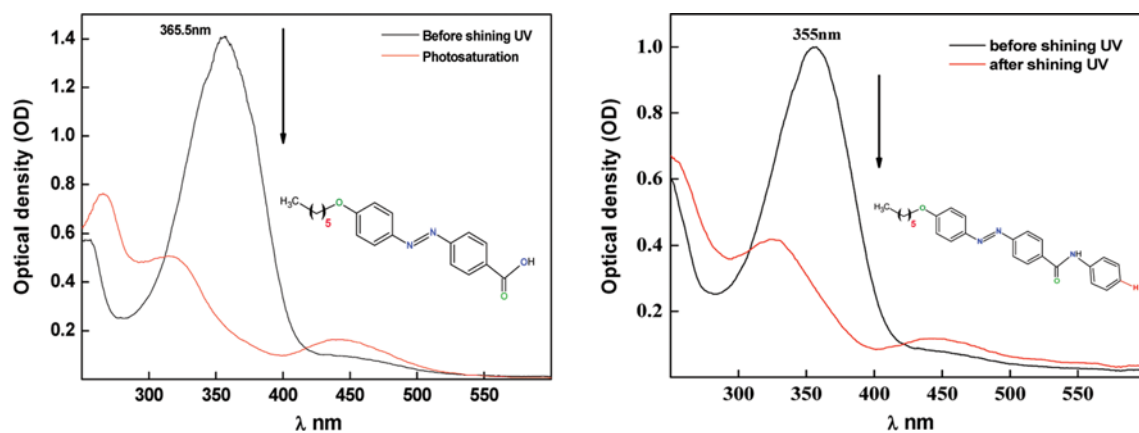 365.5nm
Before shining UV
Photosaturation
1.4
1.2
1.0
0.8
0.6
0.4
0.2
Optical density (OD)
H₃C
5
O
N
N
OH
O
300 350 400 450 500 550
λ nm
355nm
before shining UV
after shining UV
1.0
0.8
0.6
0.4
0.2
Optical density (OD)
H₃C
5
O
N
N
O
NH
H
300 350 400 450 500 550
λ nm